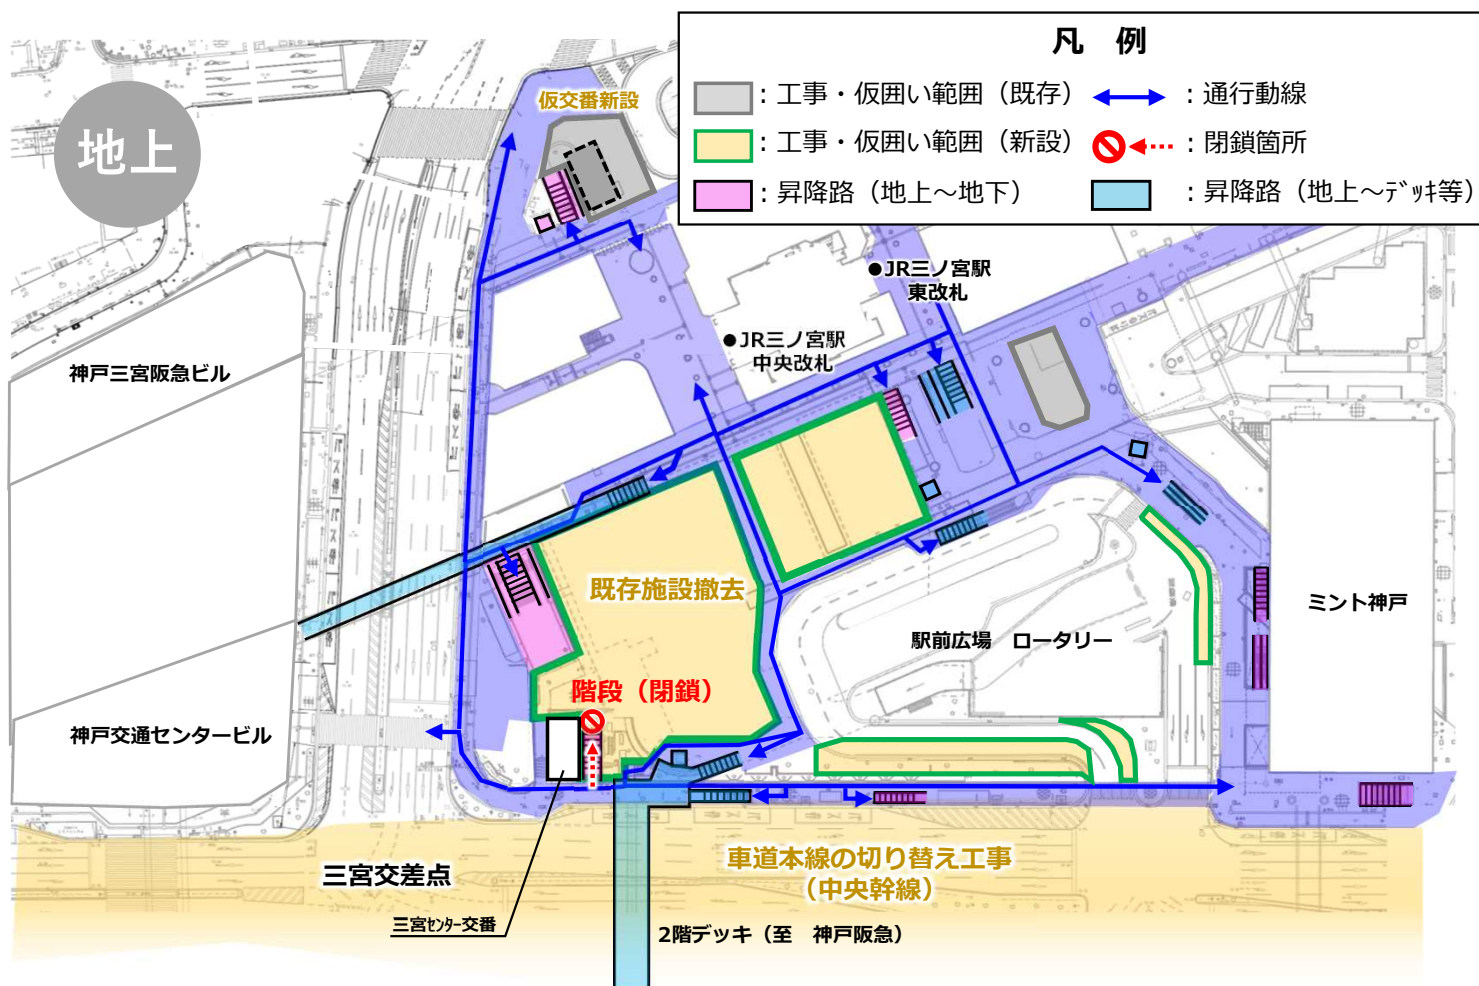 凡 例
：工事・仮囲い範囲（既存）
：通行動線
：工事・仮囲い範囲（新設）
：閉鎖箇所
：昇降路（地上～地下）
：昇降路（地上～ﾃﾞｯｷ等）
地上
仮交番新設
●JR三ノ宮駅
東改札
●JR三ノ宮駅
中央改札
神戸三宮阪急ビル
既存施設撤去
ミント神戸
駅前広場 ロータリー
階段（閉鎖）
神戸交通センタービル
車道本線の切り替え工事
（中央幹線）
三宮交差点
三宮ｾﾝﾀｰ交番
2階デッキ（至 神戸阪急）